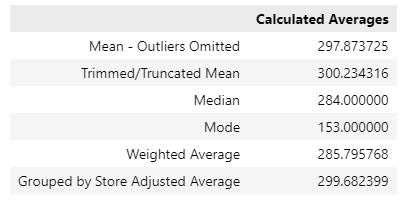 Calculated Averages
Mean - Outliers Omitted 297.873725
Trimmed/Truncated Mean 300.234316
Median 284.000000
Mode 153.000000
Weighted Average 285.795768
Grouped by Store Adjusted Average 299.682399